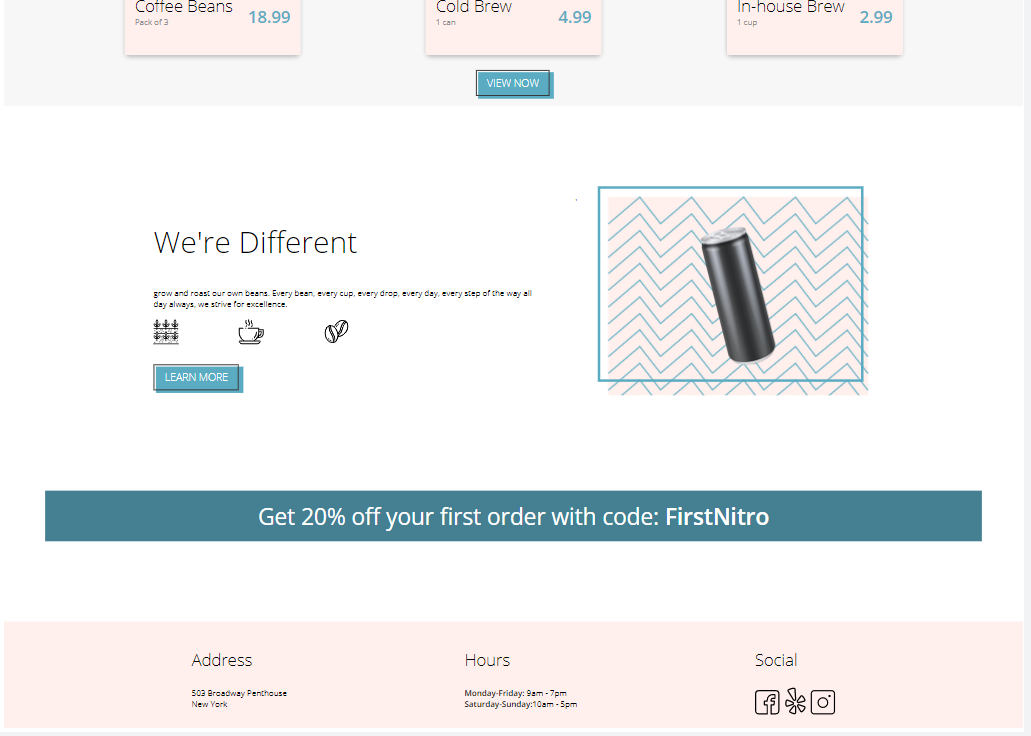 Coffee Beans
Pack of 3
18.99
Cold Brew
1 can
4.99
In-house Brew
1 cup
2.99
VIEW NOW
We're Different
grow and roast our own beans. Every bean, every cup, every drop, every day, every step of the way all
day always, we strive for excellence.
LEARN MORE
Get 20% off your first order with code: FirstNitro
Address
503 Broadway Penthouse
New York
Hours
Monday-Friday: 9am - 7pm
Saturday-Sunday:10am - 5pm
Social